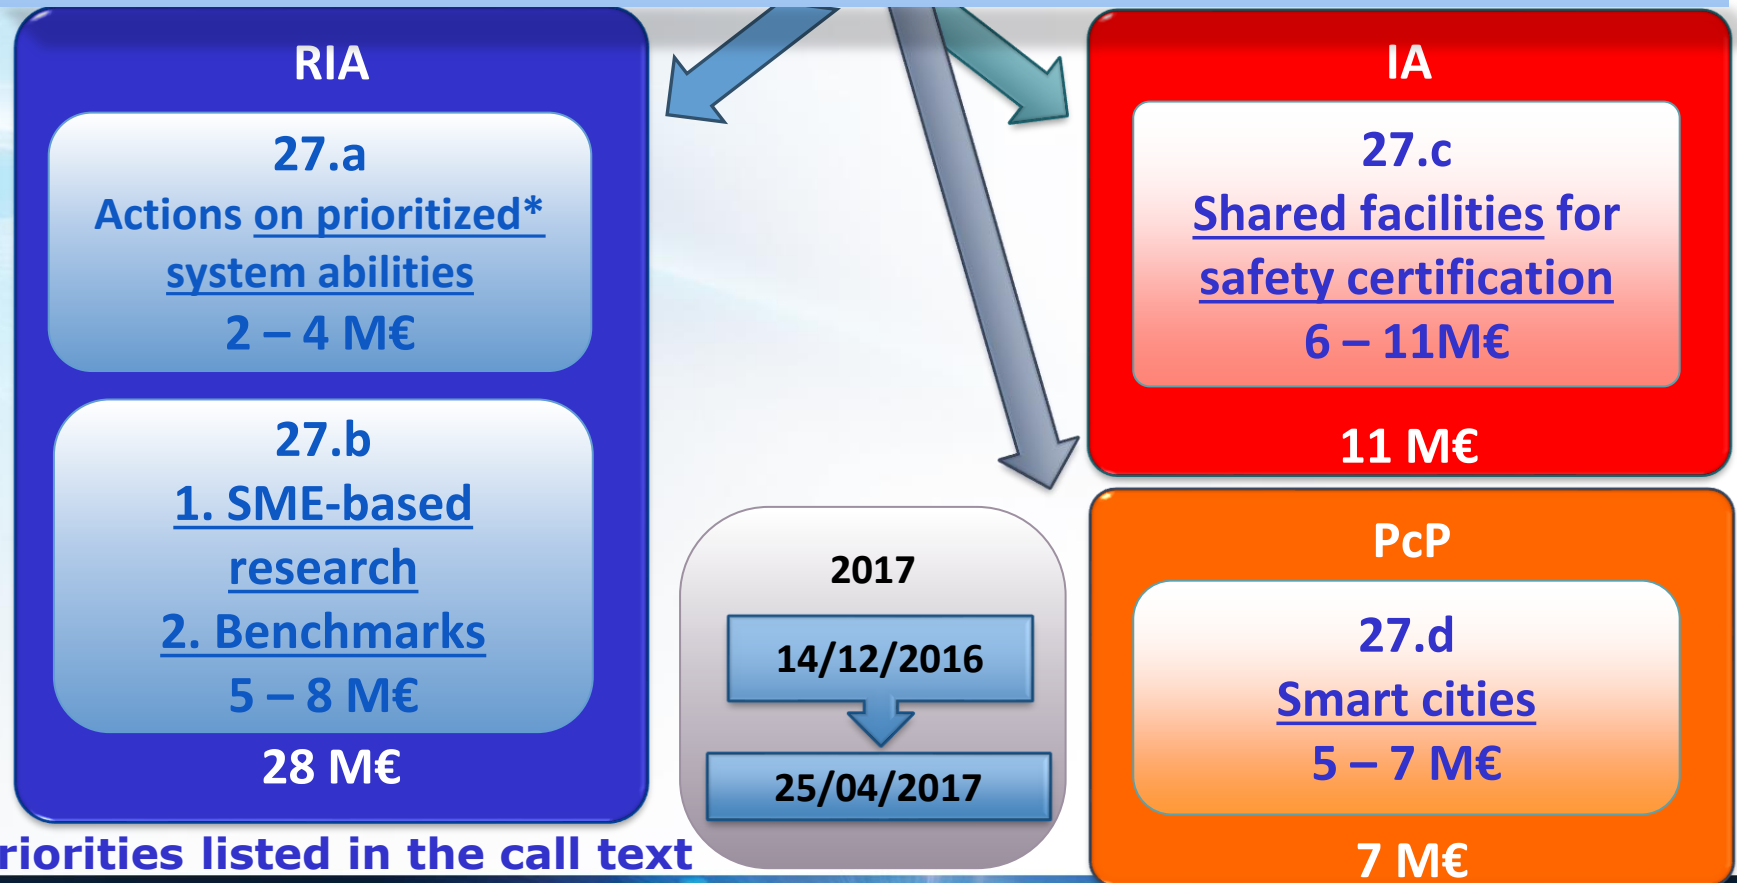 RIA
27.a
Actions on prioritized*
system abilities
2 – 4 M€
27.b
1. SME-based
research
2. Benchmarks
5 – 8 M€
28 M€
riorities listed in the call text
2017
14/12/2016
25/04/2017
IA
27.c
Shared facilities for
safety certification
6 – 11M€
11 M€
PcP
27.d
Smart cities
5 – 7 M€
7 M€